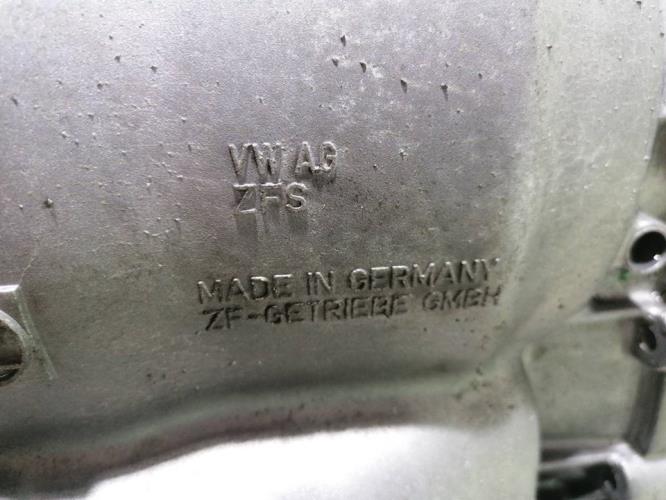 VW AG
ZFS
MADE IN GERMANY
ZF-GETRIEBE GMBH